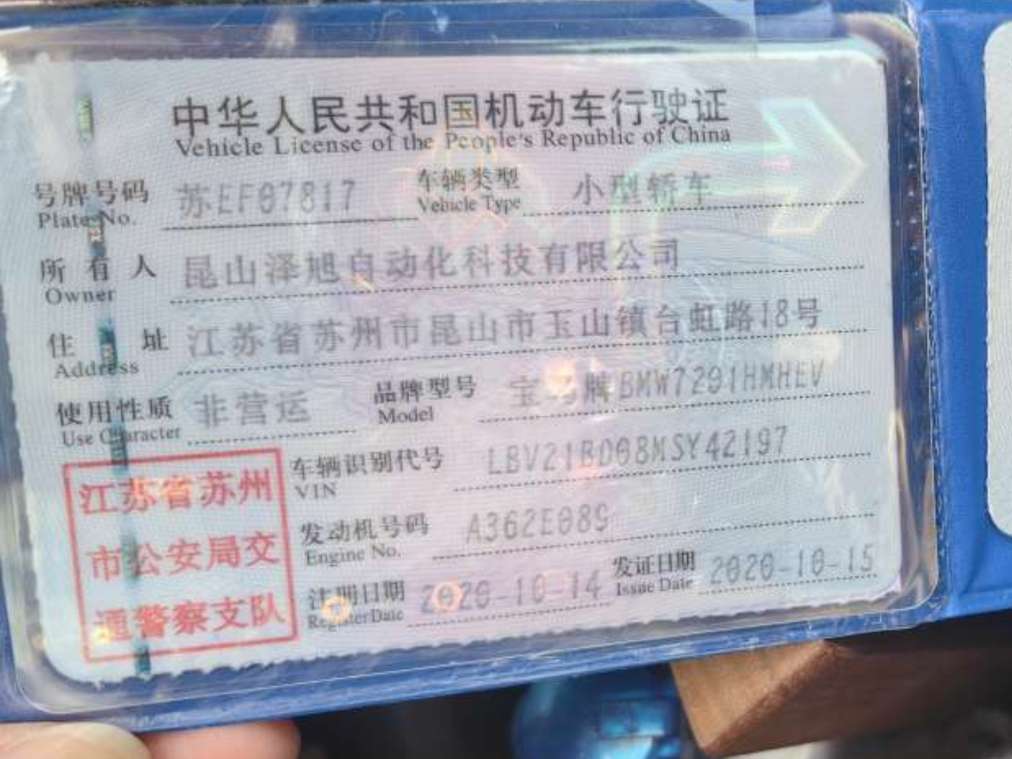 中华人民共和国机动车行驶证
Vehicle License of the People's Republic of China
号牌号码 苏EF07817 车辆类型 小型轿车
Plate No. Vehicle Type
所有人 昆山泽旭自动化科技有限公司
Owner
住址 江苏省苏州市昆山市玉山镇台虹路18号
Address
使用性质 非营运 品牌型号 宝马牌BMW7201HMHEV
Use Character Model
江苏省苏州 车辆识别代号 LBV21BD08MSY42197
VIN
市公安局交 发动机号码 A362E089
Engine No.
通警察支队 注册日期 2020-10-14 发证日期 2020-10-15
Register Date Issue Date